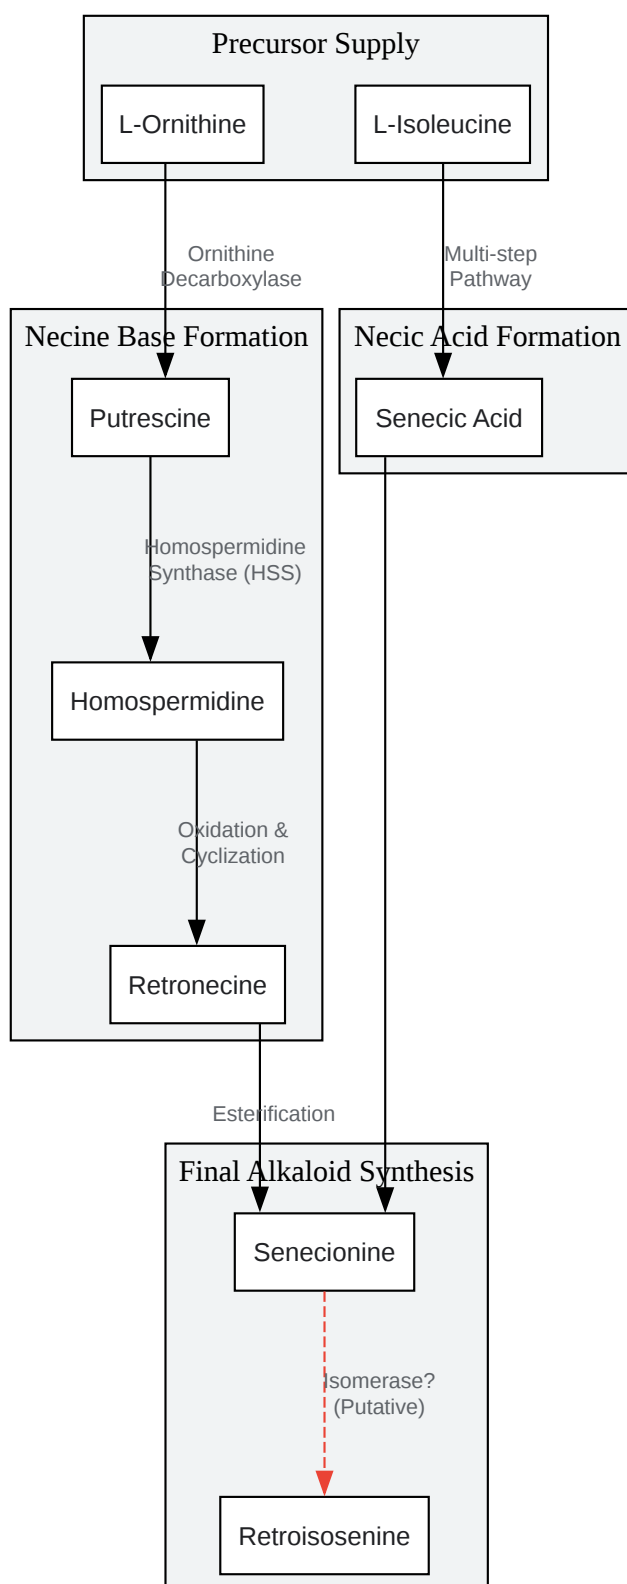 Precursor Supply
L-Ornithine
L-Isoleucine
Ornithine
Decarboxylase
Multi-step
Pathway
Necine Base Formation
Necic Acid Formation
Putrescine
Senecic Acid
Homospermidine
Synthase (HSS)
Homospermidine
Oxidation &
Cyclization
Retronecine
Esterification
Final Alkaloid Synthesis
Senecionine
Isomerase?
(Putative)
Retroisosenine